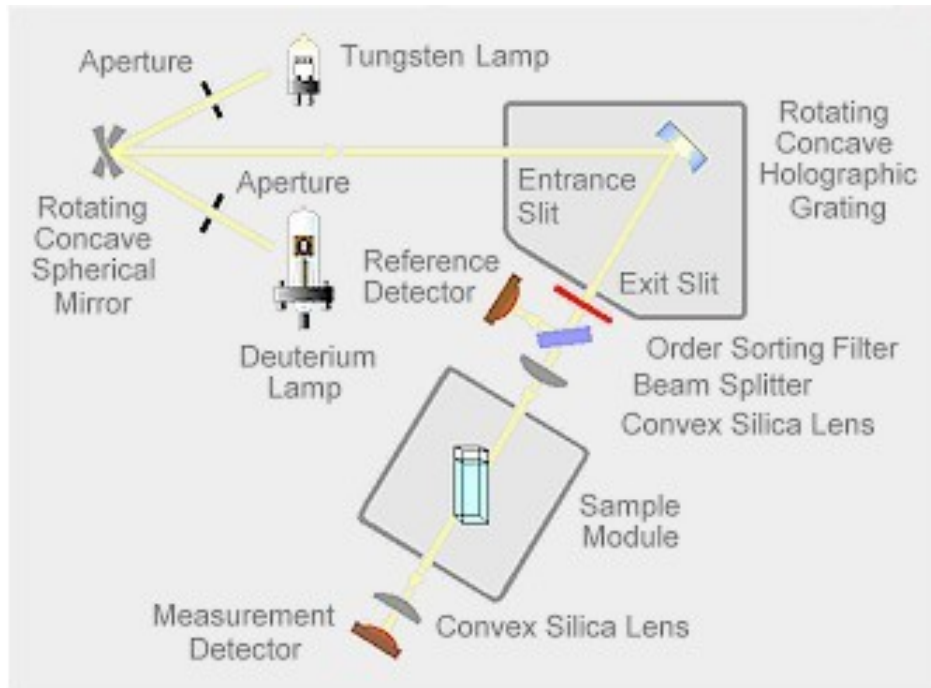 Aperture
Tungsten Lamp
Rotating
Concave
Holographic
Grating
Entrance
Slit
Aperture
Rotating
Concave
Spherical
Mirror
Reference
Detector
Exit Slit
Deuterium
Lamp
Order Sorting Filter
Beam Splitter
Convex Silica Lens
Sample
Module
Measurement
Detector
Convex Silica Lens